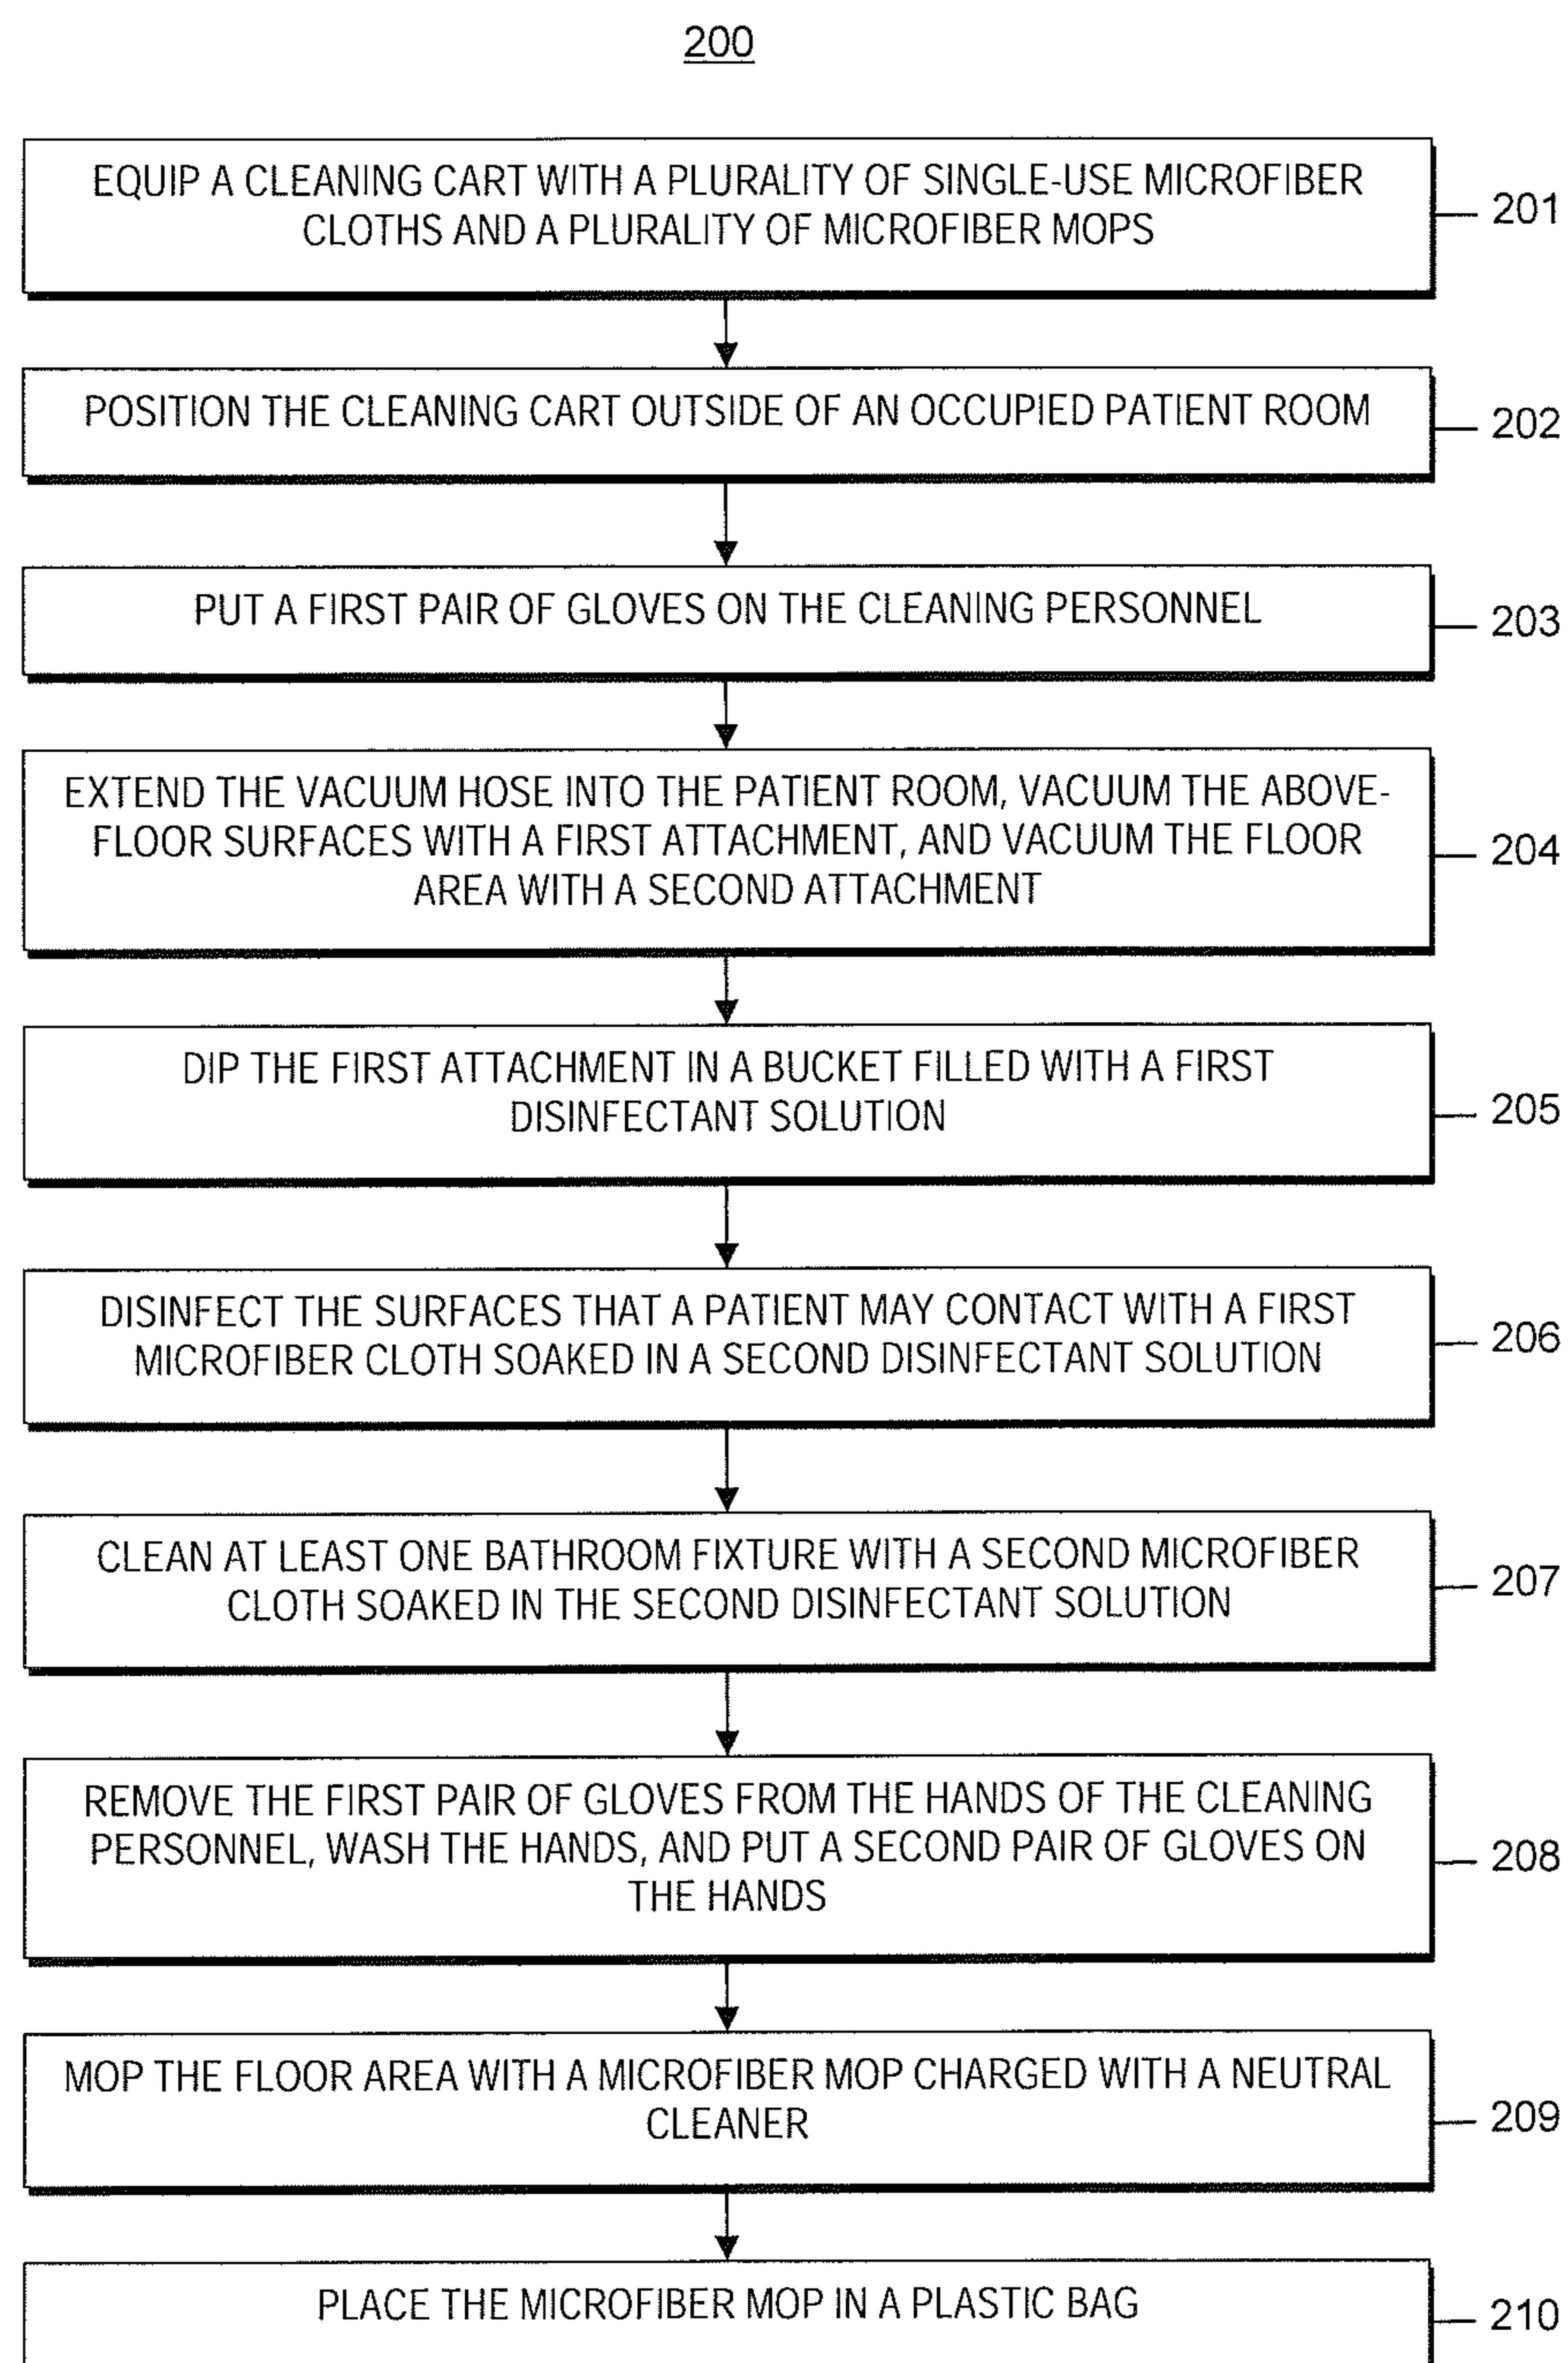 200
EQUIP A CLEANING CART WITH A PLURALITY OF SINGLE-USE MICROFIBER
CLOTHS AND A PLURALITY OF MICROFIBER MOPS
201
POSITION THE CLEANING CART OUTSIDE OF AN OCCUPIED PATIENT ROOM
202
PUT A FIRST PAIR OF GLOVES ON THE CLEANING PERSONNEL
203
EXTEND THE VACUUM HOSE INTO THE PATIENT ROOM, VACUUM THE ABOVE-
FLOOR SURFACES WITH A FIRST ATTACHMENT, AND VACUUM THE FLOOR
AREA WITH A SECOND ATTACHMENT
204
DIP THE FIRST ATTACHMENT IN A BUCKET FILLED WITH A FIRST
DISINFECTANT SOLUTION
205
DISINFECT THE SURFACES THAT A PATIENT MAY CONTACT WITH A FIRST
MICROFIBER CLOTH SOAKED IN A SECOND DISINFECTANT SOLUTION
206
CLEAN AT LEAST ONE BATHROOM FIXTURE WITH A SECOND MICROFIBER
CLOTH SOAKED IN THE SECOND DISINFECTANT SOLUTION
207
REMOVE THE FIRST PAIR OF GLOVES FROM THE HANDS OF THE CLEANING
PERSONNEL, WASH THE HANDS, AND PUT A SECOND PAIR OF GLOVES ON
THE HANDS
208
MOP THE FLOOR AREA WITH A MICROFIBER MOP CHARGED WITH A NEUTRAL
CLEANER
209
PLACE THE MICROFIBER MOP IN A PLASTIC BAG
210